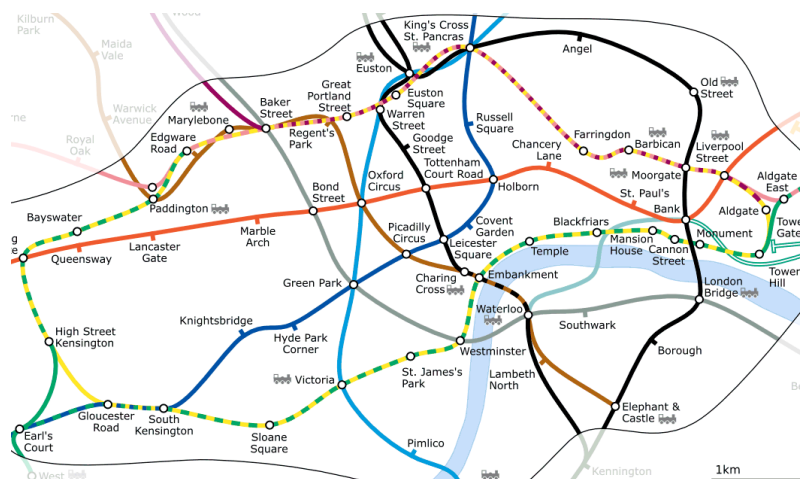 Kilburn
Park
Maida
Vale
Wood
Warwick
Avenue
Royal
Oak
King's Cross
St. Pancras
Euston
Angel
Old
Street
Great
Portland
Street
Euston
Square
Warren
Street
Baker
Street
Marylebone
Edgware
Road
Regent's
Park
Goodge
Street
Russell
Square
Farringdon
Barbican
Liverpool
Street
Moorgate
Chancery
Lane
Tottenham
Court Road
Oxford
Circus
Bond
Street
Holborn
St. Paul's
Bank
Aldgate
East
Aldgate
Tower
Gate
Paddington
Bayswater
Queensway
Lancaster
Gate
Marble
Arch
Picadilly
Circus
Covent
Garden
Leicester
Square
Blackfriars
Temple
Mansion
House
Cannon
Street
Monument
Tower
Hill
Green Park
Charing
Cross
Embankment
London
Bridge
Waterloo
Southwark
Knightsbridge
Hyde Park
Corner
High Street
Kensington
Westminster
St. James's
Park
Victoria
Lambeth
North
Borough
Gloucester
Road
South
Kensington
Sloane
Square
Earl's
Court
Elephant &
Castle
Pimlico
West
Kennington
1km